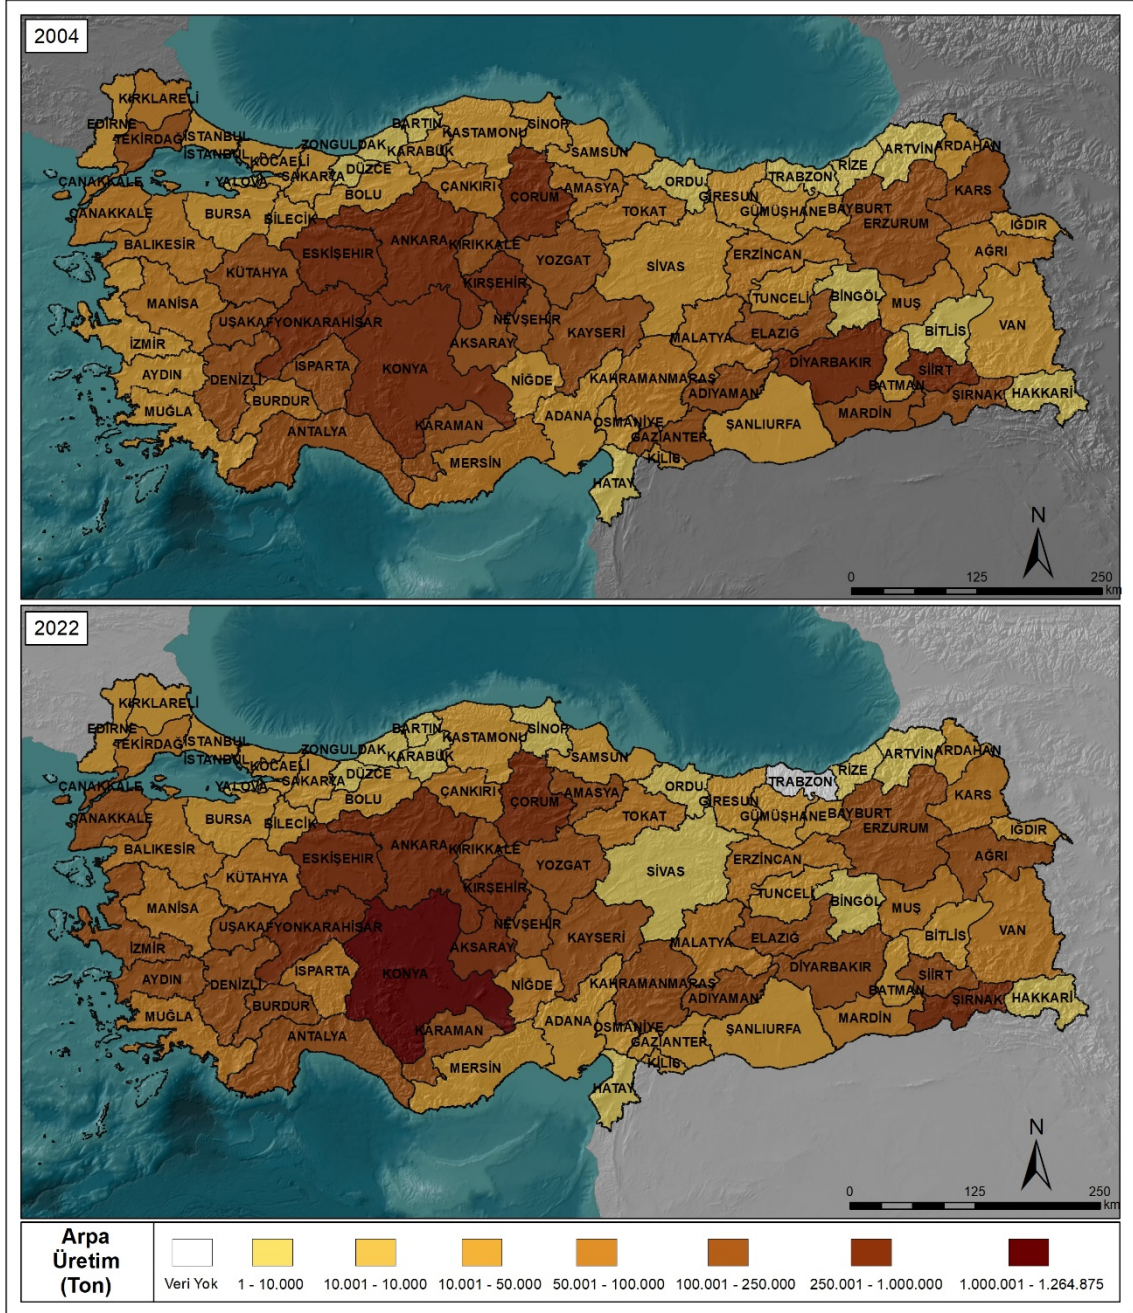 2004
KIRKLARELİ
EDİRNE
TEKİRDAĞ
İSTANBUL
İSTANBUL
KOCAELİ
YALOVA
SAKARYA
DÜZCE
ZONGULDAK
BARTIN
KARABÜK
KASTAMONU
SİNOP
SAMSUN
ORDU
GİRESUN
TRABZON
RİZE
ARTVİN
ARDAHAN
ÇANAKKALE
ÇANAKKALE
BURSA
BİLECİK
BOLU
ÇANKIRI
ÇORUM
AMASYA
TOKAT
GÜMÜŞHANE
BAYBURT
ERZURUM
KARS
IĞDIR
BALIKESİR
KÜTAHYA
ESKİŞEHİR
ANKARA
KIRIKKALE
YOZGAT
SİVAS
ERZİNCAN
AĞRI
MANİSA
UŞAK
AFYONKARAHİSAR
KIRŞEHİR
NEVŞEHİR
KAYSERİ
TUNCELİ
BİNGÖL
MUŞ
BİTLİS
VAN
İZMİR
AYDIN
DENİZLİ
ISPARTA
KONYA
AKSARAY
NİĞDE
MALATYA
ELAZIĞ
DİYARBAKIR
BATMAN
SİİRT
ŞIRNAK
HAKKARİ
MUĞLA
BURDUR
ANTALYA
KARAMAN
MERSİN
ADANA
KAHRAMANMARAŞ
OSMANİYE
ADIYAMAN
GAZİANTEP
KİLİS
ŞANLIURFA
MARDİN
HATAY
N
0 125 250
km
2022
KIRKLARELİ
EDİRNE
TEKİRDAĞ
İSTANBUL
İSTANBUL
KOCAELİ
YALOVA
SAKARYA
DÜZCE
ZONGULDAK
BARTIN
KARABÜK
KASTAMONU
SİNOP
SAMSUN
ORDU
GİRESUN
TRABZON
RİZE
ARTVİN
ARDAHAN
ÇANAKKALE
ÇANAKKALE
BURSA
BİLECİK
BOLU
ÇANKIRI
ÇORUM
AMASYA
TOKAT
GÜMÜŞHANE
BAYBURT
ERZURUM
KARS
IĞDIR
BALIKESİR
KÜTAHYA
ESKİŞEHİR
ANKARA
KIRIKKALE
YOZGAT
SİVAS
ERZİNCAN
AĞRI
MANİSA
UŞAK
AFYONKARAHİSAR
KIRŞEHİR
NEVŞEHİR
KAYSERİ
TUNCELİ
BİNGÖL
MUŞ
BİTLİS
VAN
İZMİR
AYDIN
DENİZLİ
ISPARTA
KONYA
AKSARAY
NİĞDE
MALATYA
ELAZIĞ
DİYARBAKIR
BATMAN
SİİRT
ŞIRNAK
HAKKARİ
MUĞLA
BURDUR
ANTALYA
KARAMAN
MERSİN
ADANA
KAHRAMANMARAŞ
OSMANİYE
ADIYAMAN
GAZİANTEP
KİLİS
ŞANLIURFA
MARDİN
HATAY
N
0 125 250
km
Arpa
Üretim
(Ton)
Veri Yok 1 - 10.000 10.001 - 10.000 10.001 - 50.000 50.001 - 100.000 100.001 - 250.000 250.001 - 1.000.000 1.000.001 - 1.264.875